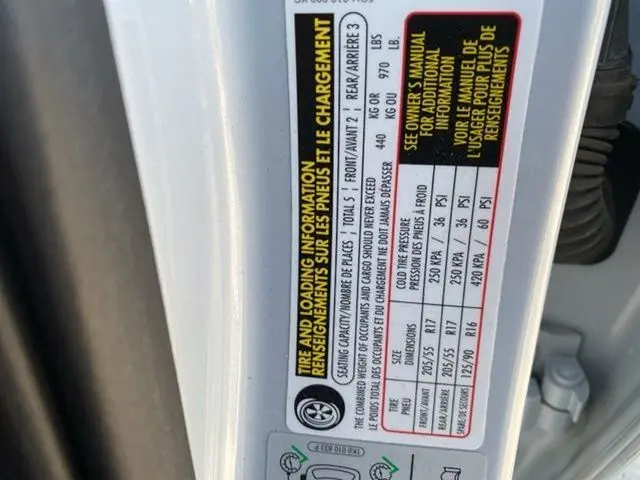 TIRE AND LOADING INFORMATION
RENSEIGNEMENTS SUR LES PNEUS ET LE CHARGEMENT
SEATING CAPACITY/NOMBRE DE PLACES ¦ TOTAL 5 ¦ FRONT/AVANT 2 ¦ REAR/ARRIÈRE 3
THE COMBINED WEIGHT OF OCCUPANTS AND CARGO SHOULD NEVER EXCEED 440 KG OR 970 LBS
LE POIDS TOTAL DES OCCUPANTS ET DU CHARGEMENT NE DOIT JAMAIS DÉPASSER KG OU LB.
TIRE SIZE COLD TIRE PRESSURE
PNEU DIMENSIONS PRESSION DES PNEUS À FROID
FRONT/AVANT 205/55 R17 250 KPA / 36 PSI
REAR/ARRIÈRE 205/55 R17 250 KPA / 36 PSI
SPARE/DE SECOURS 125/90 R16 420 KPA / 60 PSI
SEE OWNER'S MANUAL
FOR ADDITIONAL
INFORMATION
VOIR LE MANUEL DE
L'USAGER POUR PLUS DE
RENSEIGNEMENTS
1K0 010 833 P